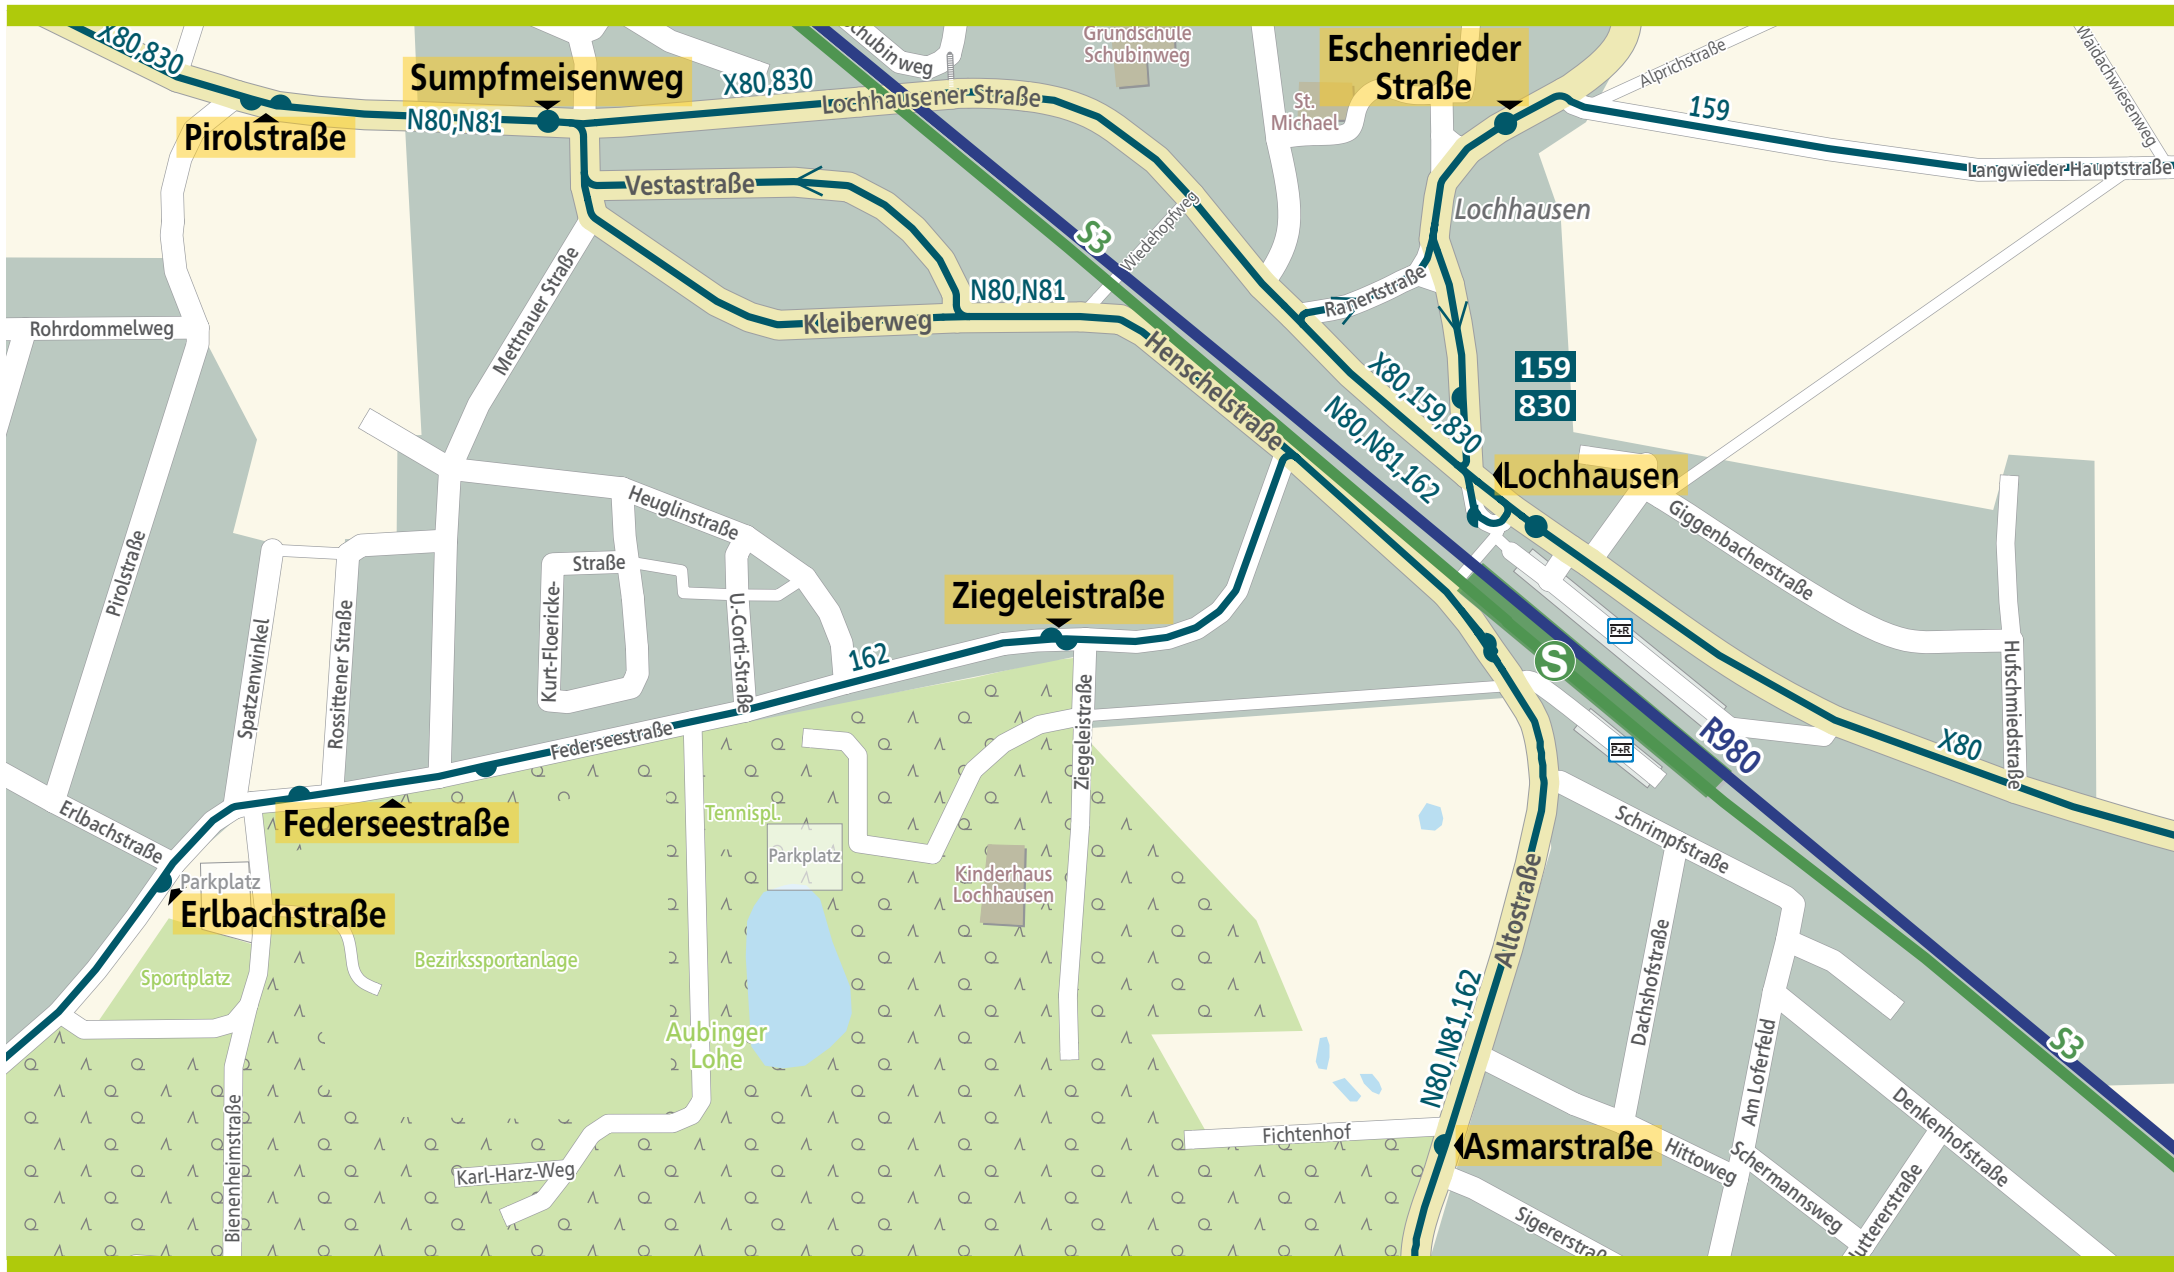 X80,830
Schubinweg
Grundschule
Schubinweg
Eschenrieder
Straße
Alprichstraße
Waidachwiesenweg
Sumpfmeisenweg
X80,830
Lochhausener Straße
St.
Michael
159
Pirolstraße
N80,N81
Langwieder Hauptstraße
Vestastraße
Wiedehopfweg
Lochhausen
S3
Mettnauer Straße
N80,N81
Ranertstraße
Rohrdommelweg
Kleiberweg
Henschelstraße
X80,159,830
159
830
N80,N81,162
Lochhausen
Heuglinstraße
Giggenbacherstraße
Pirolstraße
Straße
Kurt-Floericke-
U.-Corti-Straße
Ziegeleistraße
Spatzenwinkel
Rossittener Straße
162
P+R
S
Hufschmiedstraße
Ziegeleistraße
Federseestraße
R980
P+R
X80
Erlbachstraße
Federseestraße
Tennispl.
Parkplatz
Schrimpfstraße
Parkplatz
Kinderhaus
Lochhausen
Erlbachstraße
Altostraße
Dachshofstraße
Sportplatz
Bezirkssportanlage
Aubinger
Lohe
N80,N81,162
Am Loferfeld
S3
Denkenhofstraße
Bienenheimstraße
Karl-Harz-Weg
Fichtenhof
Asmarstraße
Hittoweg
Schermannsweg
Sigererstraß
uttererstraße